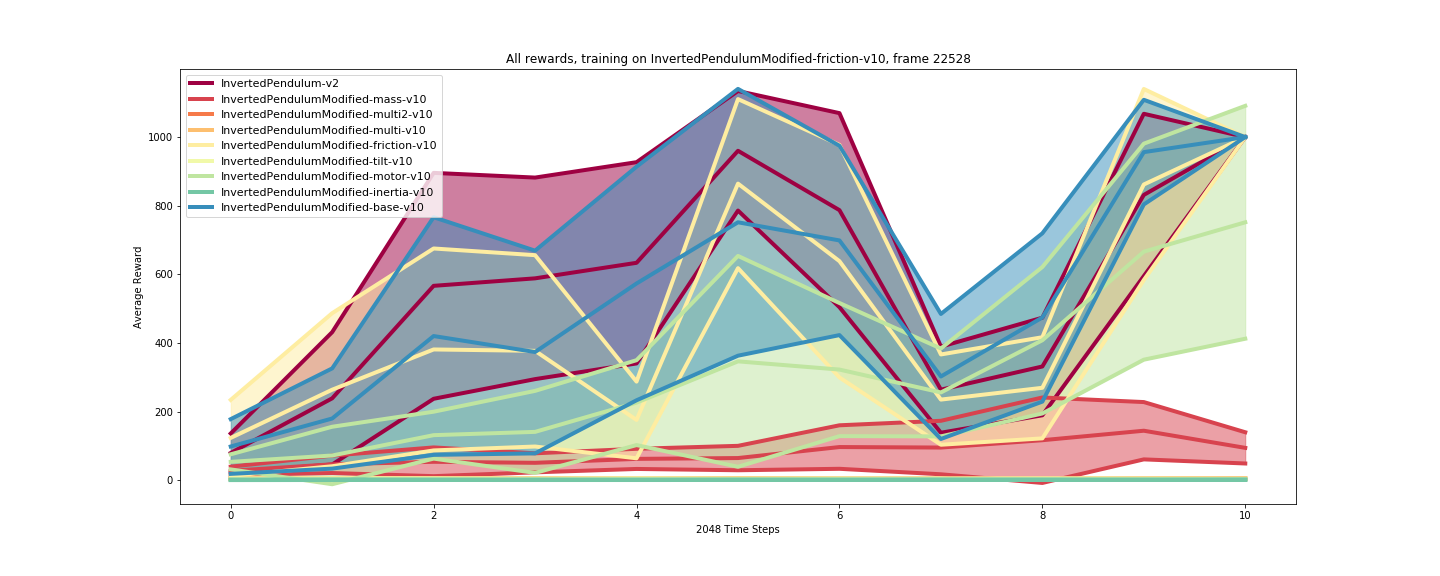 All rewards, training on InvertedPendulumModified-friction-v10, frame 22528
InvertedPendulum-v2
InvertedPendulumModified-mass-v10
InvertedPendulumModified-multi2-v10
InvertedPendulumModified-multi-v10
InvertedPendulumModified-friction-v10
InvertedPendulumModified-tilt-v10
InvertedPendulumModified-motor-v10
InvertedPendulumModified-inertia-v10
InvertedPendulumModified-base-v10
Average Reward
1000
800
600
400
200
0
0 2 4 6 8 10
2048 Time Steps